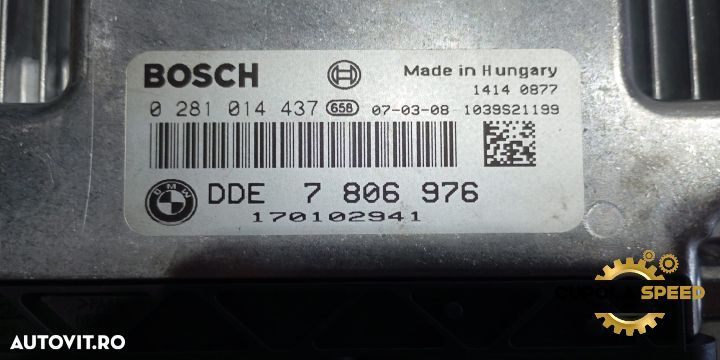 BOSCH
Made in Hungary
1414 0877
0 281 014 437 658 07-03-08 1039S21199
BMW
DDE 7 806 976
170102941
SPEED
AUTOVIT.RO